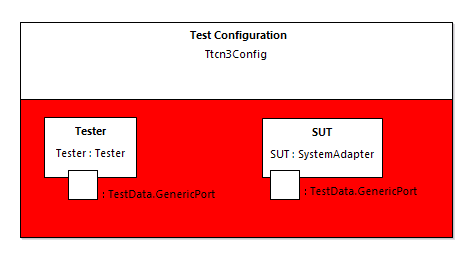 Test Configuration
Ttcn3Config
Tester
SUT
Tester : Tester
SUT : SystemAdapter
: TestData.GenericPort
: TestData.GenericPort